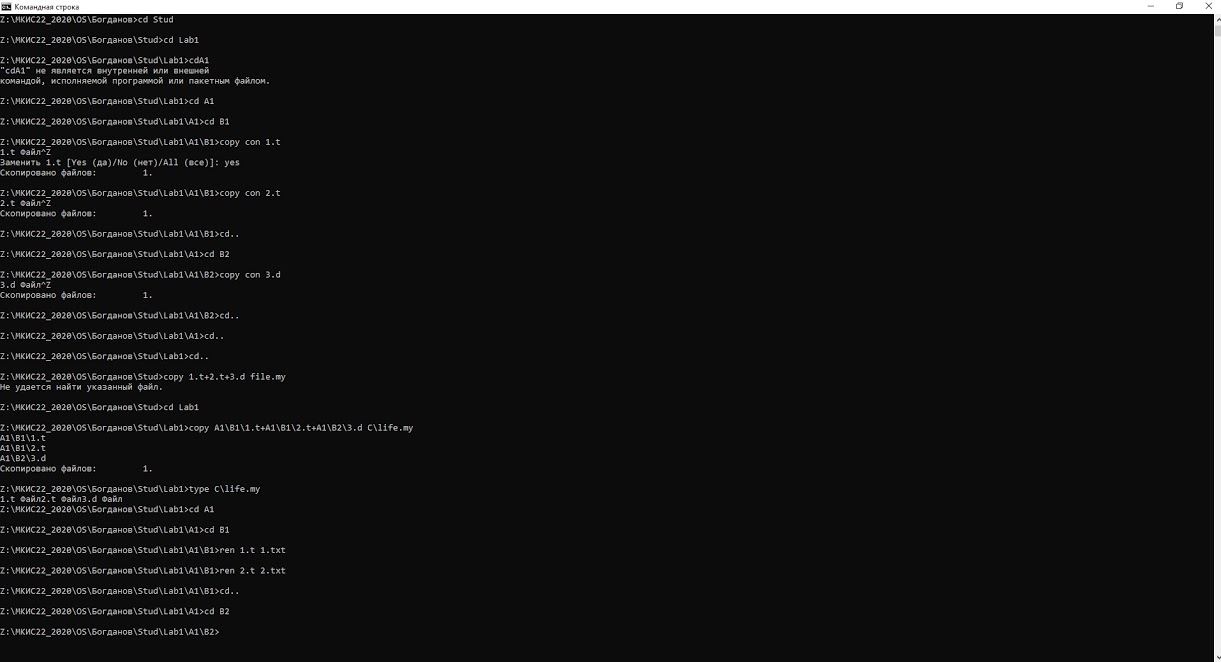 Командная строка
Z:\МКИС22_2020\OS\Богданов>cd Stud
Z:\МКИС22_2020\OS\Богданов\Stud>cd Lab1
Z:\МКИС22_2020\OS\Богданов\Stud\Lab1>cdA1
"cdA1" не является внутренней или внешней
командой, исполняемой программой или пакетным файлом.
Z:\МКИС22_2020\OS\Богданов\Stud\Lab1>cd A1
Z:\МКИС22_2020\OS\Богданов\Stud\Lab1\A1>cd B1
Z:\МКИС22_2020\OS\Богданов\Stud\Lab1\A1\B1>copy con 1.t
1.t Файл^Z
Заменить 1.t [Yes (да)/No (нет)/All (все)]: yes
Скопировано файлов:         1.
Z:\МКИС22_2020\OS\Богданов\Stud\Lab1\A1\B1>copy con 2.t
2.t Файл^Z
Скопировано файлов:         1.
Z:\МКИС22_2020\OS\Богданов\Stud\Lab1\A1\B1>cd..
Z:\МКИС22_2020\OS\Богданов\Stud\Lab1\A1>cd B2
Z:\МКИС22_2020\OS\Богданов\Stud\Lab1\A1\B2>copy con 3.d
3.d Файл^Z
Скопировано файлов:         1.
Z:\МКИС22_2020\OS\Богданов\Stud\Lab1\A1\B2>cd..
Z:\МКИС22_2020\OS\Богданов\Stud\Lab1\A1>cd..
Z:\МКИС22_2020\OS\Богданов\Stud\Lab1>cd..
Z:\МКИС22_2020\OS\Богданов\Stud>copy 1.t+2.t+3.d file.my
Не удается найти указанный файл.
Z:\МКИС22_2020\OS\Богданов\Stud>cd Lab1
Z:\МКИС22_2020\OS\Богданов\Stud\Lab1>copy A1\B1\1.t+A1\B1\2.t+A1\B2\3.d C\life.my
A1\B1\1.t
A1\B1\2.t
A1\B2\3.d
Скопировано файлов:         1.
Z:\МКИС22_2020\OS\Богданов\Stud\Lab1>type C\life.my
1.t Файл2.t Файл3.d Файл
Z:\МКИС22_2020\OS\Богданов\Stud\Lab1>cd A1
Z:\МКИС22_2020\OS\Богданов\Stud\Lab1\A1>cd B1
Z:\МКИС22_2020\OS\Богданов\Stud\Lab1\A1\B1>ren 1.t 1.txt
Z:\МКИС22_2020\OS\Богданов\Stud\Lab1\A1\B1>ren 2.t 2.txt
Z:\МКИС22_2020\OS\Богданов\Stud\Lab1\A1\B1>cd..
Z:\МКИС22_2020\OS\Богданов\Stud\Lab1\A1>cd B2
Z:\МКИС22_2020\OS\Богданов\Stud\Lab1\A1\B2>